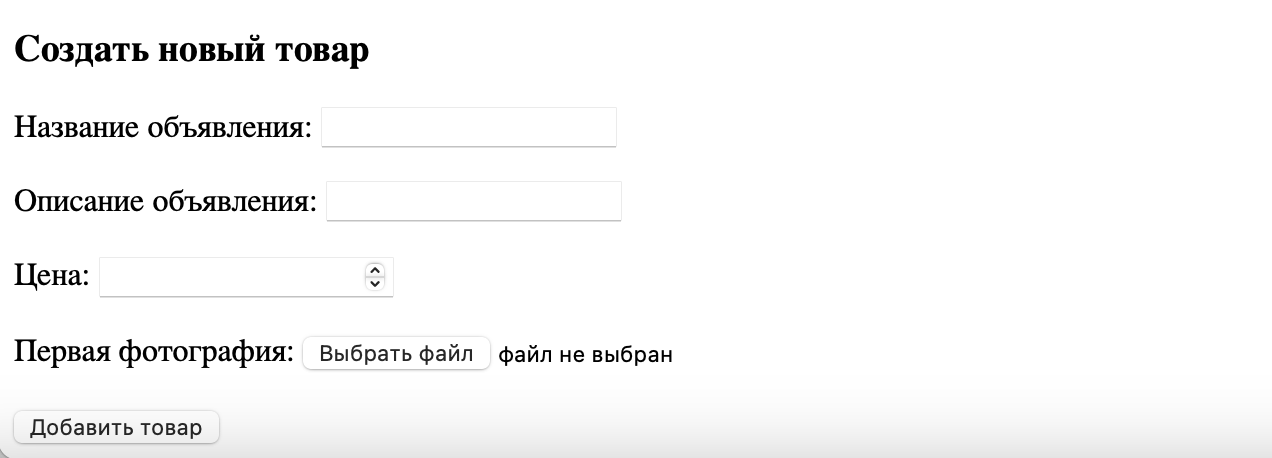 Создать новый товар
Название объявления:
Описание объявления:
Цена:
Первая фотография: Выбрать файл файл не выбран
Добавить товар